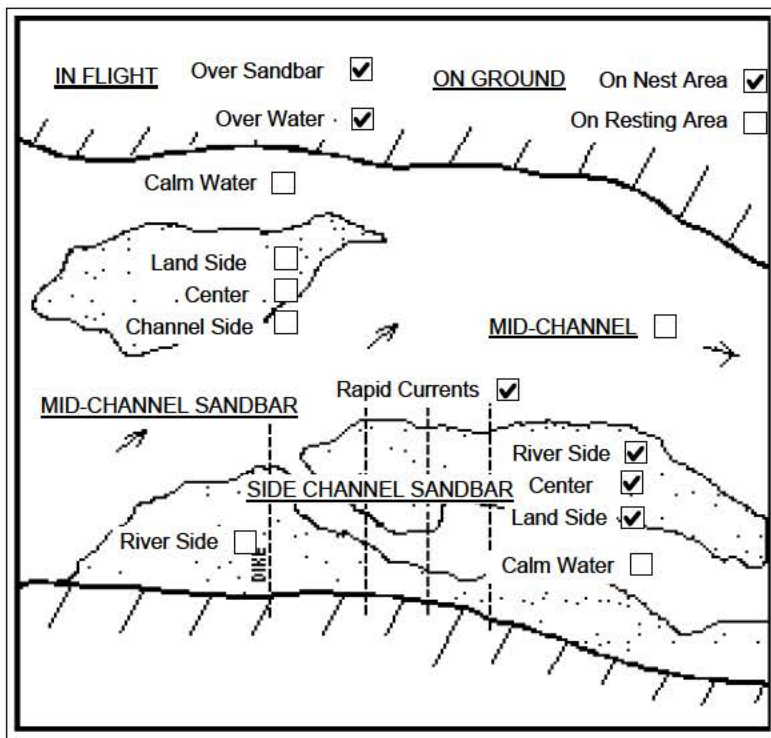 IN FLIGHT Over Sandbar ON GROUND On Nest Area
Over Water On Resting Area
Calm Water
Land Side
Center
Channel Side
MID-CHANNEL
Rapid Currents
MID-CHANNEL SANDBAR
River Side
SIDE CHANNEL SANDBAR Center
Land Side
River Side
DIKE
Calm Water